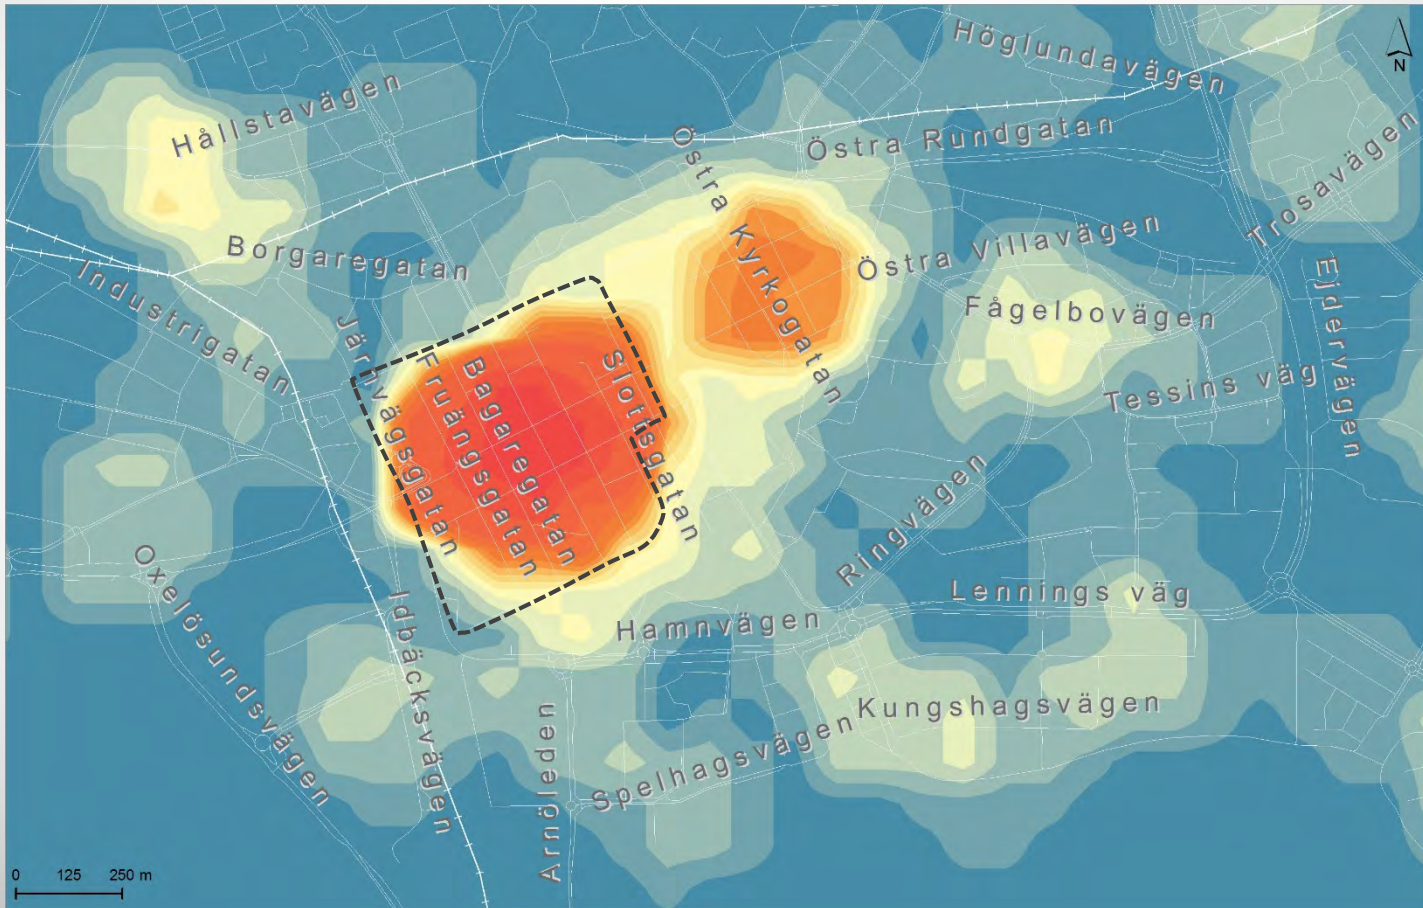 Höglundavägen
N
Hållstavägen
Östra Rundgatan
Östra Kyrkogatan
Trosavägen
Borgaregatan
Östra Villavägen
Industrigatan
Fågelbovägen
Ejdervägen
Järnvägsgatan
Fruängsgatan
Bagaregatan
Slottsgatan
Tessins väg
Ringvägen
Oxelösundsvägen
Idbäcksvägen
Lennings väg
Hamnvägen
Kungshagsvägen
Arnöleden
Spelhagsvägen
0 125 250 m